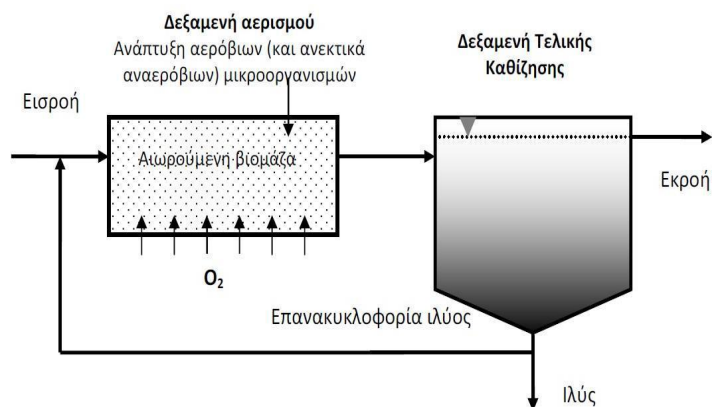 Δεξαμενή αερισμού
Ανάπτυξη αερόβιων (και ανεκτικά
αναερόβιων) μικροοργανισμών
Δεξαμενή Τελικής
Καθίζησης
Εισροή
Αιωρούμενη βιομάζα
Εκροή
O₂
Επανακυκλοφορία ιλύος
Ιλύς